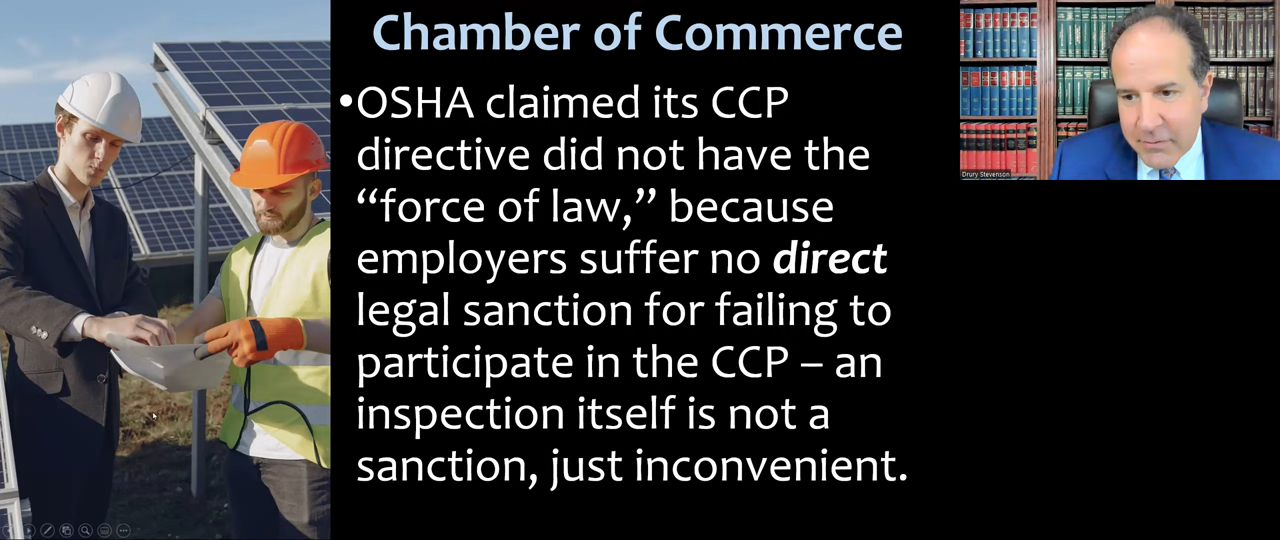 Chamber of Commerce
•OSHA claimed its CCP
directive did not have the
“force of law,” because
employers suffer no direct
legal sanction for failing to
participate in the CCP – an
inspection itself is not a
sanction, just inconvenient.
Drury Stevenson